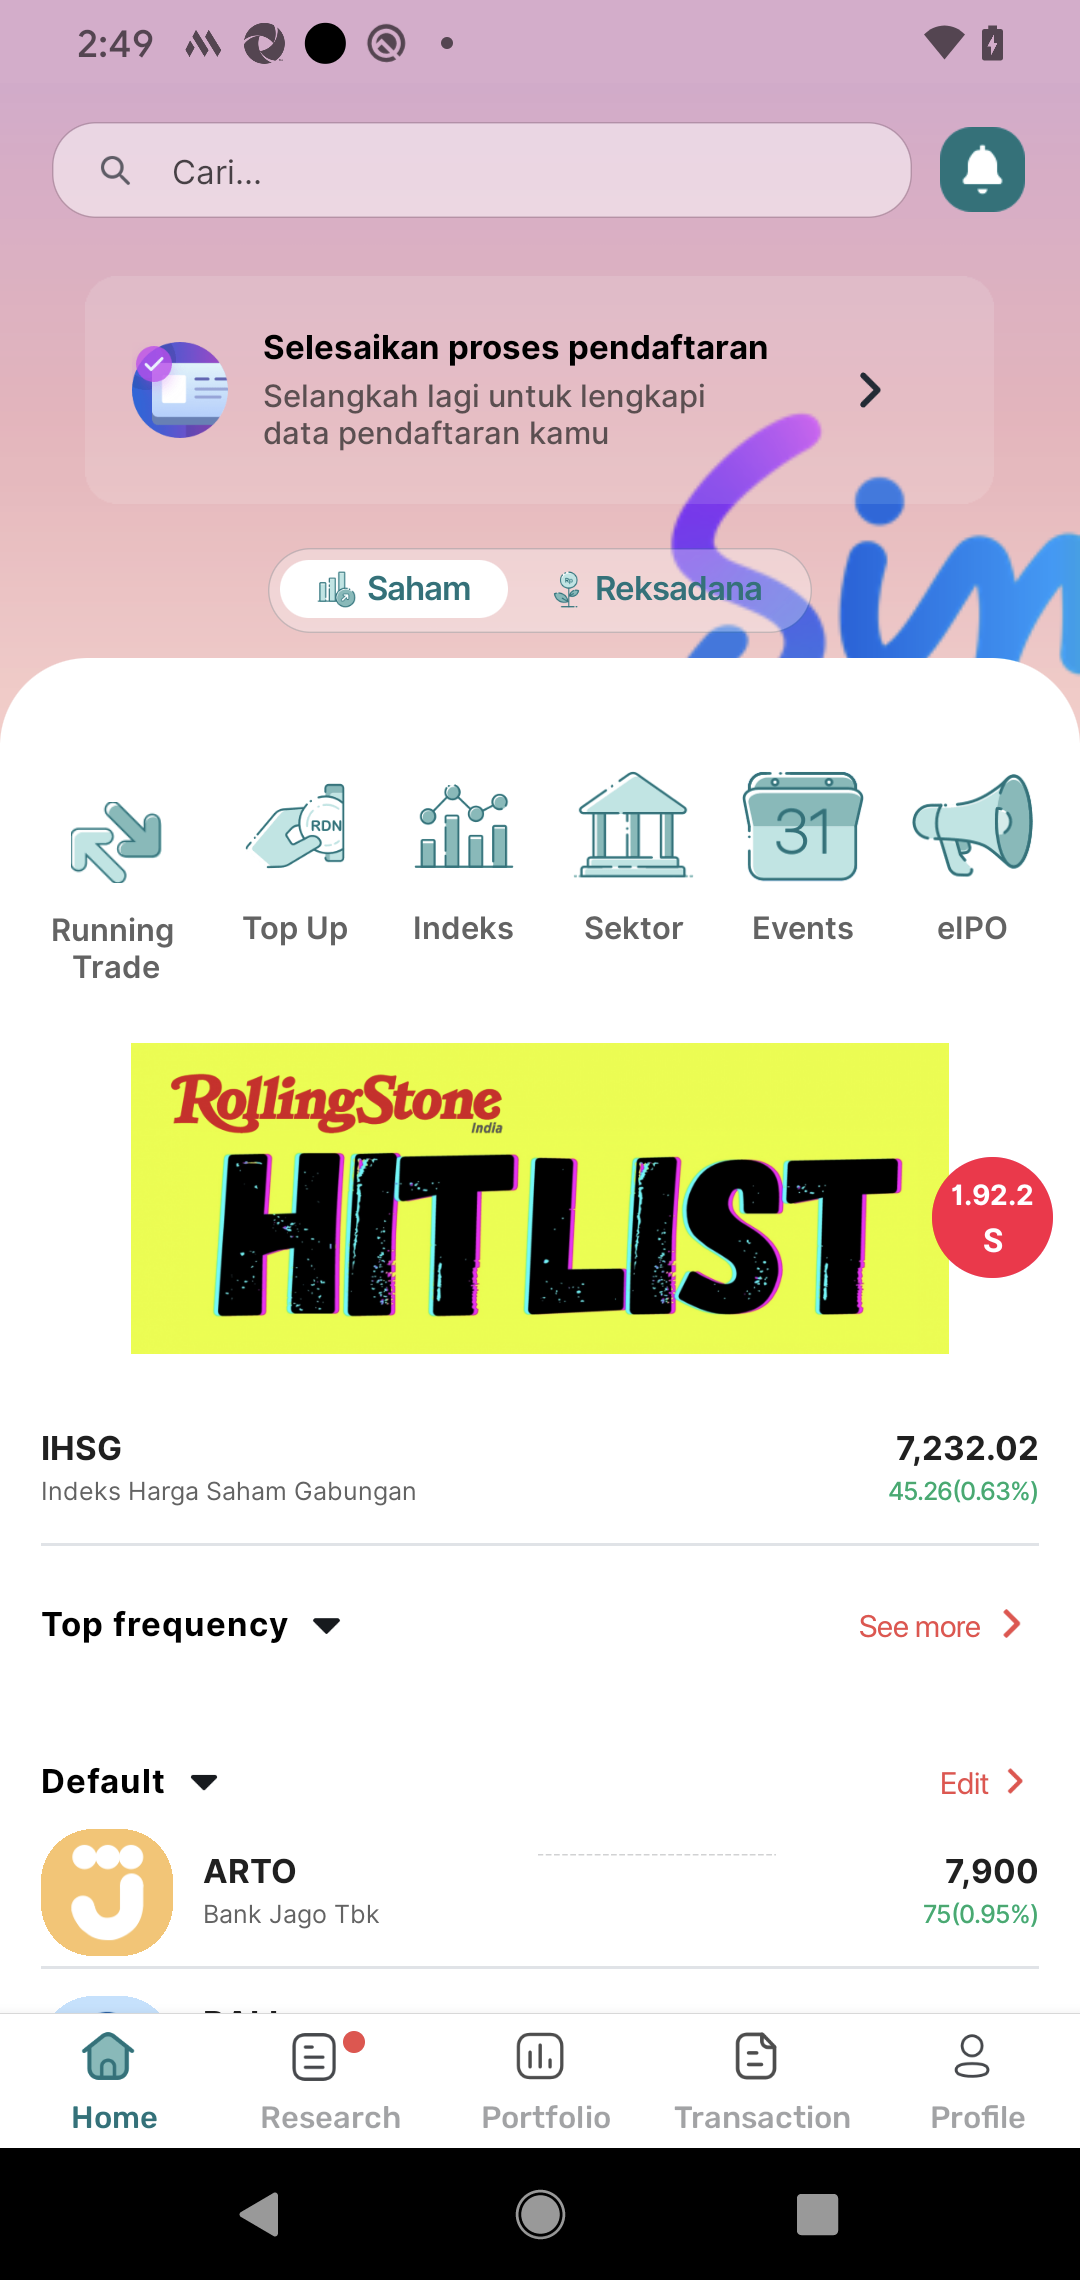 2:49
Cari...
Selesaikan proses pendaftaran
Selangkah lagi untuk lengkapi
data pendaftaran kamu
Sim
Saham
Reksadana
RDN
31
Running
Trade
Top Up
Indeks
Sektor
Events
eIPO
RollingStone
India
HITLIST
1.92.2
S
IHSG
7,232.02
Indeks Harga Saham Gabungan
45.26(0.63%)
Top frequency
See more
Default
Edit
ARTO
7,900
Bank Jago Tbk
75(0.95%)
Home
Research
Portfolio
Transaction
Profile